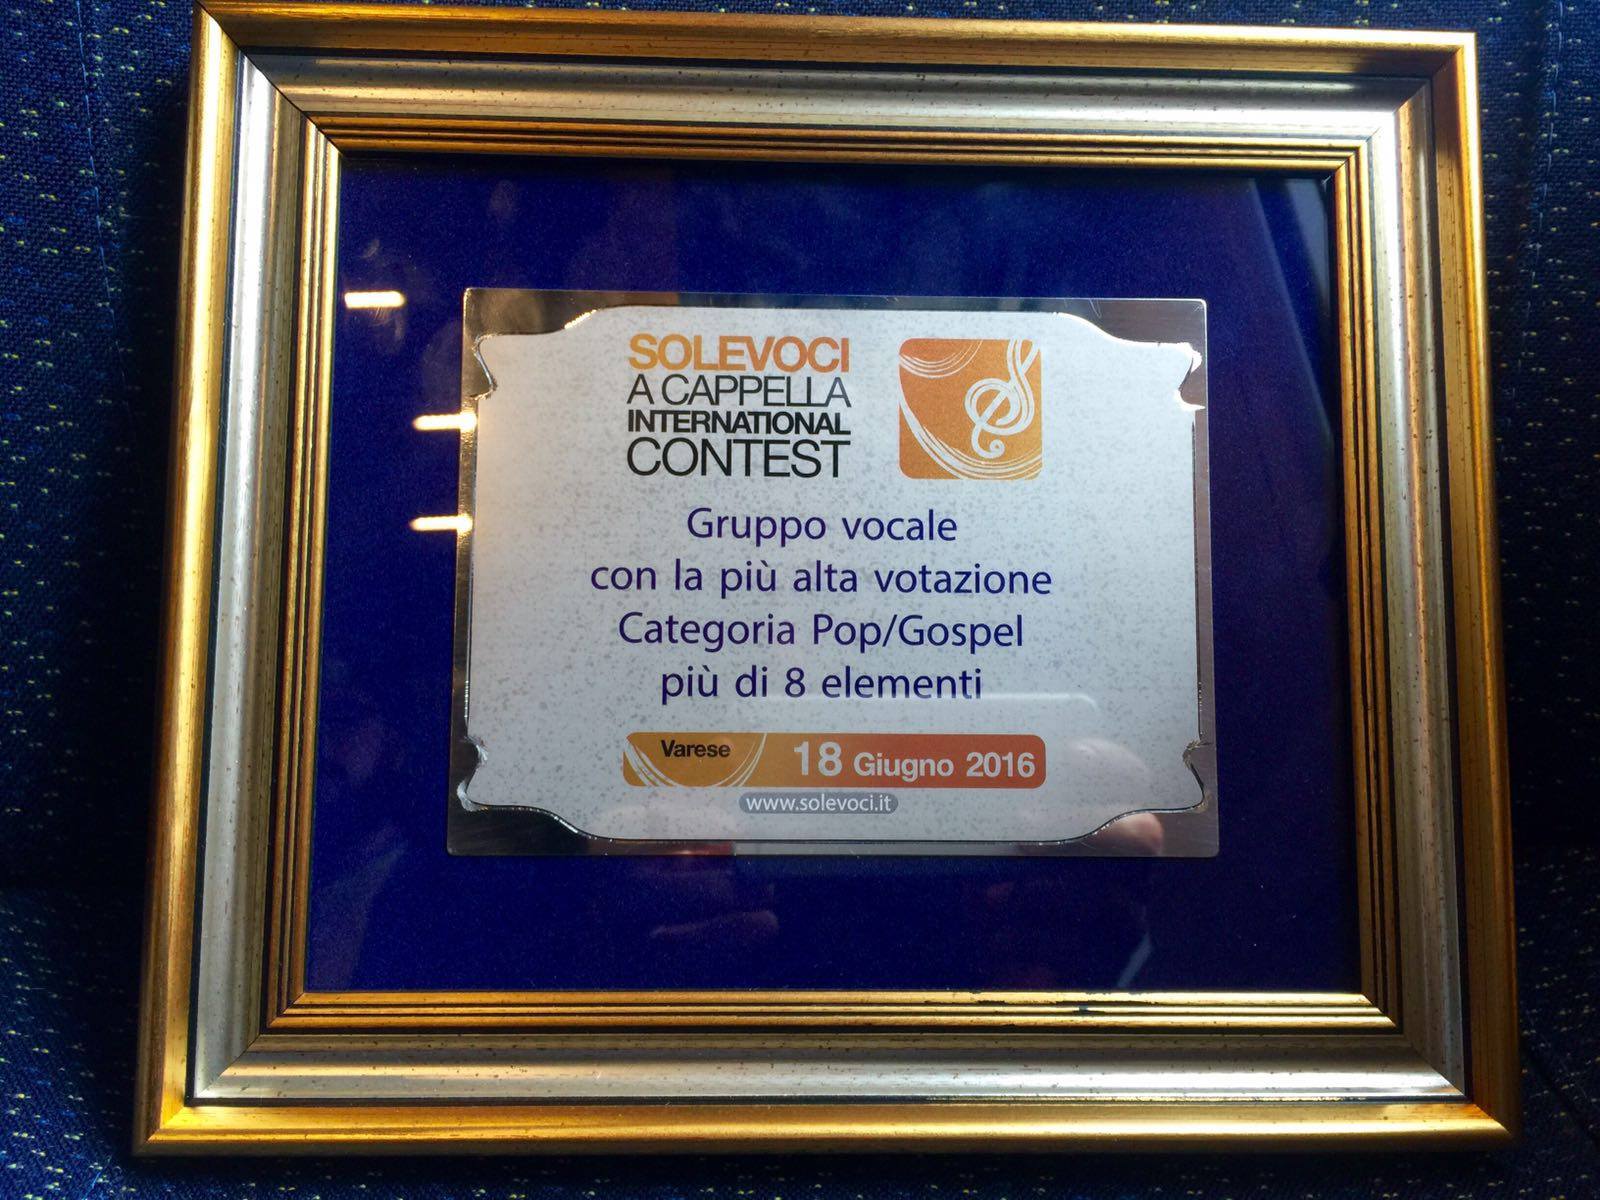 SOLEVOCI
A CAPPELLA
INTERNATIONAL
CONTEST
Gruppo vocale
con la più alta votazione
Categoria Pop/Gospel
più di 8 elementi
Varese 18 Giugno 2016
www.solevoci.it